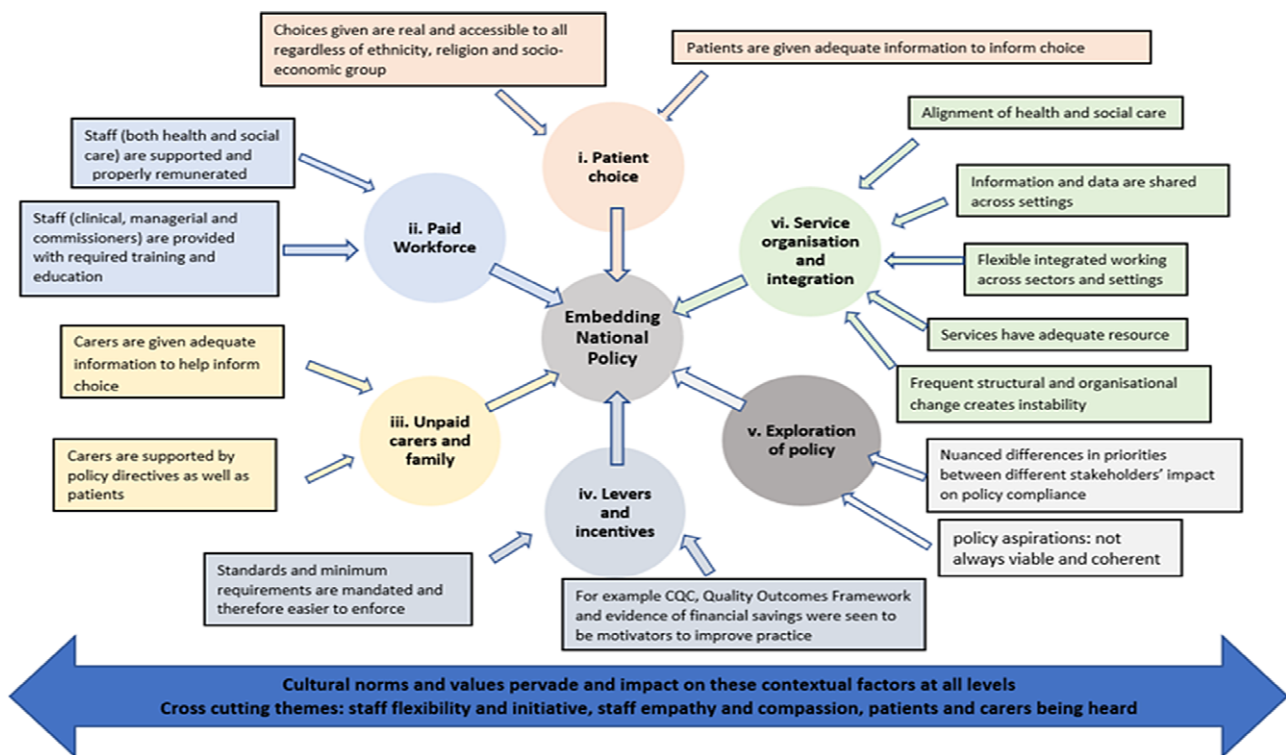 Choices given are real and accessible to all
regardless of ethnicity, religion and socio-
economic group
Patients are given adequate information to inform choice
Staff (both health and social
care) are supported and
properly remunerated
Staff (clinical, managerial and
commissioners) are provided
with required training and
education
Carers are given adequate
information to help inform
choice
Carers are supported by
policy directives as well as
patients
Standards and minimum
requirements are mandated and
therefore easier to enforce
For example CQC, Quality Outcomes Framework
and evidence of financial savings were seen to
be motivators to improve practice
i. Patient
choice
ii. Paid
Workforce
iii. Unpaid
carers and
family
iv. Levers
and
incentives
v. Exploration
of policy
vi. Service
organisation
and
integration
Embedding
National
Policy
Alignment of health and social care
Information and data are shared
across settings
Flexible integrated working
across sectors and settings
Services have adequate resource
Frequent structural and organisational
change creates instability
Nuanced differences in priorities
between different stakeholders' impact
on policy compliance
policy aspirations: not
always viable and coherent
Cultural norms and values pervade and impact on these contextual factors at all levels
Cross cutting themes: staff flexibility and initiative, staff empathy and compassion, patients and carers being heard